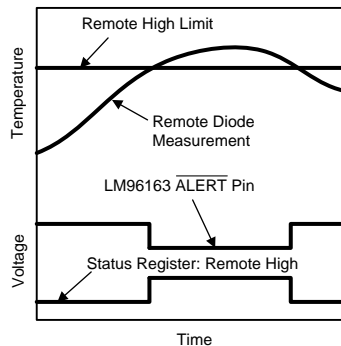 Remote High Limit
Temperature
Remote Diode
Measurement
LM96163 ALERT Pin
Voltage
Status Register: Remote High
Time